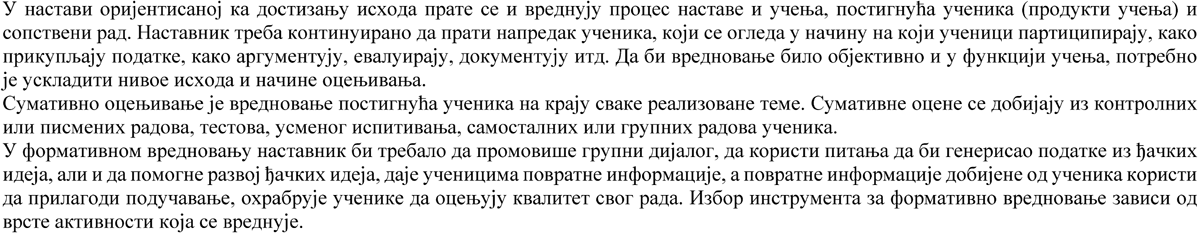 У настави оријентисаној ка достизању исхода прате се и вреднују процес наставе и учења, постигнућа ученика (продукти учења) и
сопствени рад. Наставник треба континуирано да прати напредак ученика, који се огледа у начину на који ученици партиципирају, како
прикупљају податке, како аргументују, евалуирају, документују итд. Да би вредновање било објективно и у функцији учења, потребно
је ускладити нивое исхода и начине оцењивања.
Сумативно оцењивање је вредновање постигнућа ученика на крају сваке реализоване теме. Сумативне оцене се добијају из контролних
или писмених радова, тестова, усменог испитивања, самосталних или групних радова ученика.
У формативном вредновању наставник би требало да промовише групни дијалог, да користи питања да би генерисао податке из ђачких
идеја, али и да помогне развој ђачких идеја, даје ученицима повратне информације, а повратне информације добијене од ученика користи
да прилагоди подучавање, охрабрује ученике да оцењују квалитет свог рада. Избор инструмента за формативно вредновање зависи од
врсте активности која се вреднује.